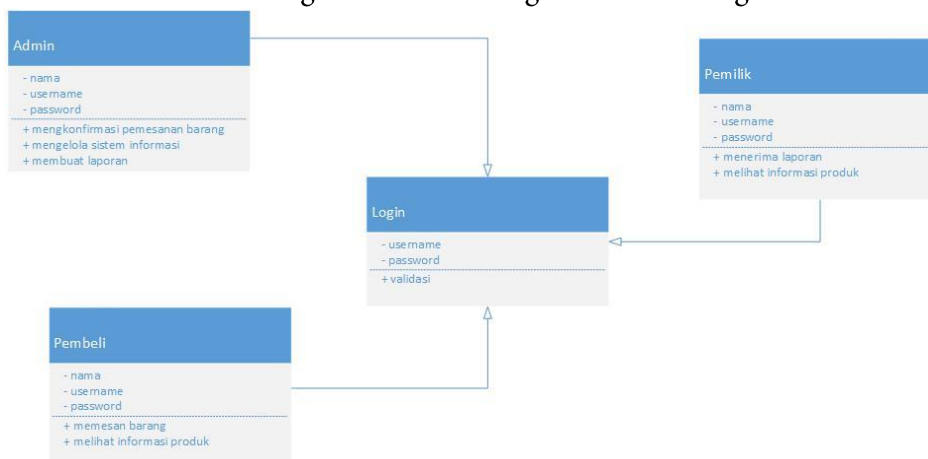 Admin
- nama
- username
- password
+ mengkonfirmasi pemesanan barang
+ mengelola sistem informasi
+ membuat laporan
Pemilik
- nama
- username
- password
+ menerima laporan
+ melihat informasi produk
Login
- username
- password
+ validasi
Pembeli
- nama
- username
- password
+ memesan barang
+ melihat informasi produk